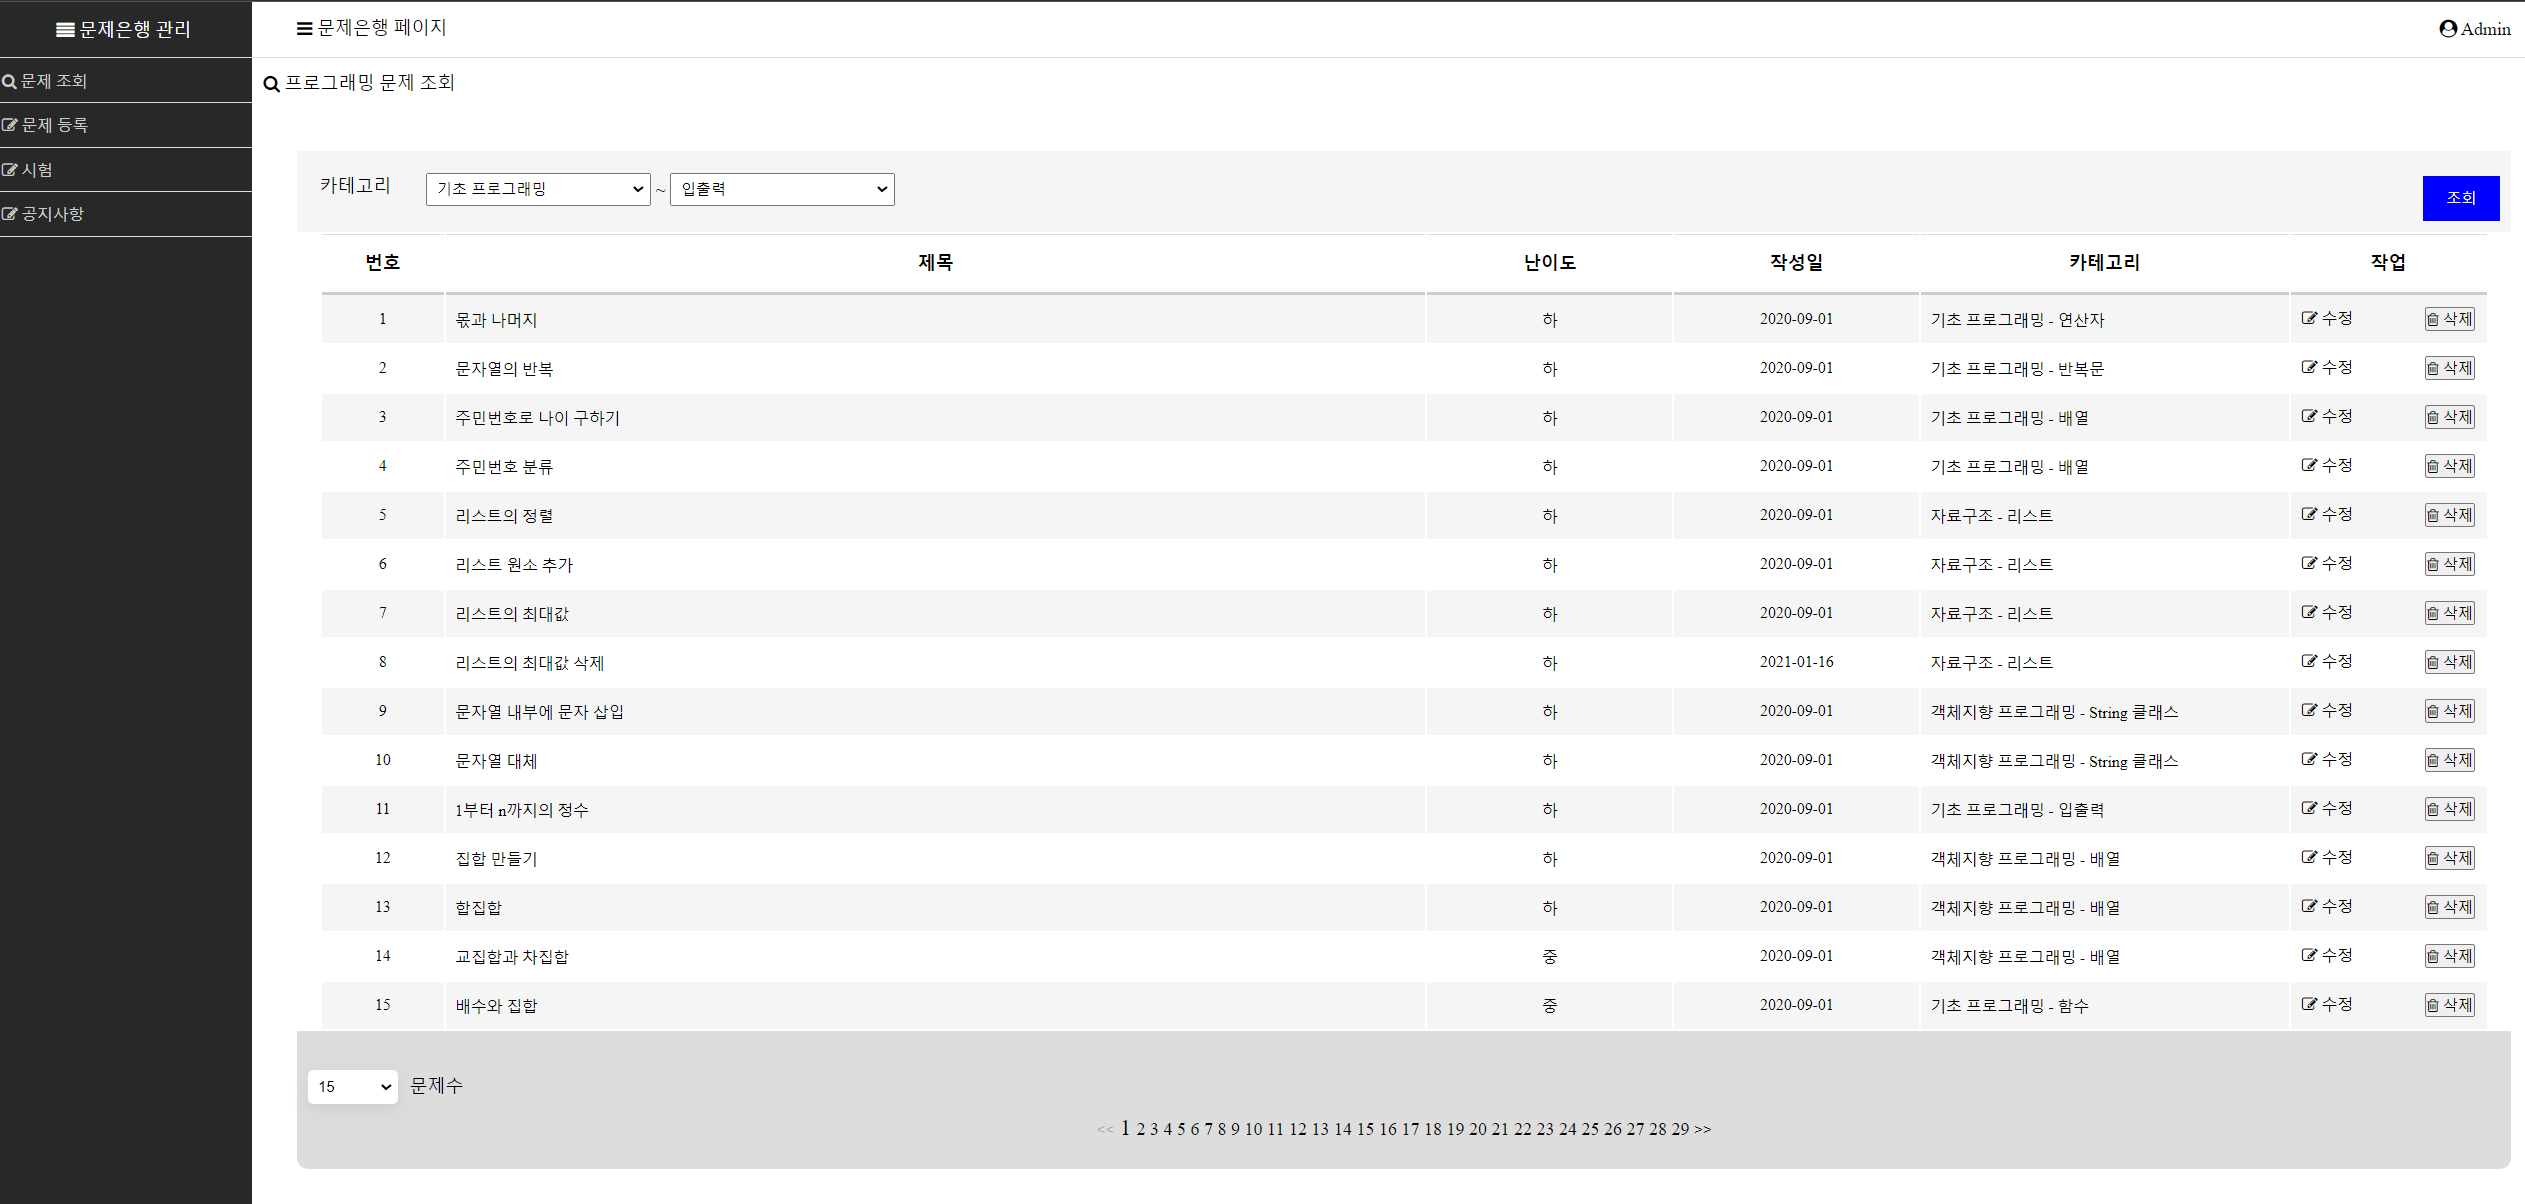 문제은행 관리
문제 조회
문제 등록
시험
공지사항
문제은행 페이지
Admin
프로그래밍 문제 조회
카테고리 기초 프로그래밍 ~ 입출력 조회
번호 제목 난이도 작성일 카테고리 작업
1 몫과 나머지 하 2020-09-01 기초 프로그래밍 - 연산자 수정 삭제
2 문자열의 반복 하 2020-09-01 기초 프로그래밍 - 반복문 수정 삭제
3 주민번호로 나이 구하기 하 2020-09-01 기초 프로그래밍 - 배열 수정 삭제
4 주민번호 분류 하 2020-09-01 기초 프로그래밍 - 배열 수정 삭제
5 리스트의 정렬 하 2020-09-01 자료구조 - 리스트 수정 삭제
6 리스트 원소 추가 하 2020-09-01 자료구조 - 리스트 수정 삭제
7 리스트의 최대값 하 2020-09-01 자료구조 - 리스트 수정 삭제
8 리스트의 최대값 삭제 하 2021-01-16 자료구조 - 리스트 수정 삭제
9 문자열 내부에 문자 삽입 하 2020-09-01 객체지향 프로그래밍 - String 클래스 수정 삭제
10 문자열 대체 하 2020-09-01 객체지향 프로그래밍 - String 클래스 수정 삭제
11 1부터 n까지의 정수 하 2020-09-01 기초 프로그래밍 - 입출력 수정 삭제
12 집합 만들기 하 2020-09-01 객체지향 프로그래밍 - 배열 수정 삭제
13 합집합 하 2020-09-01 객체지향 프로그래밍 - 배열 수정 삭제
14 교집합과 차집합 중 2020-09-01 객체지향 프로그래밍 - 배열 수정 삭제
15 배수와 집합 중 2020-09-01 기초 프로그래밍 - 함수 수정 삭제
15 문제수
<< 1 2 3 4 5 6 7 8 9 10 11 12 13 14 15 16 17 18 19 20 21 22 23 24 25 26 27 28 29 >>